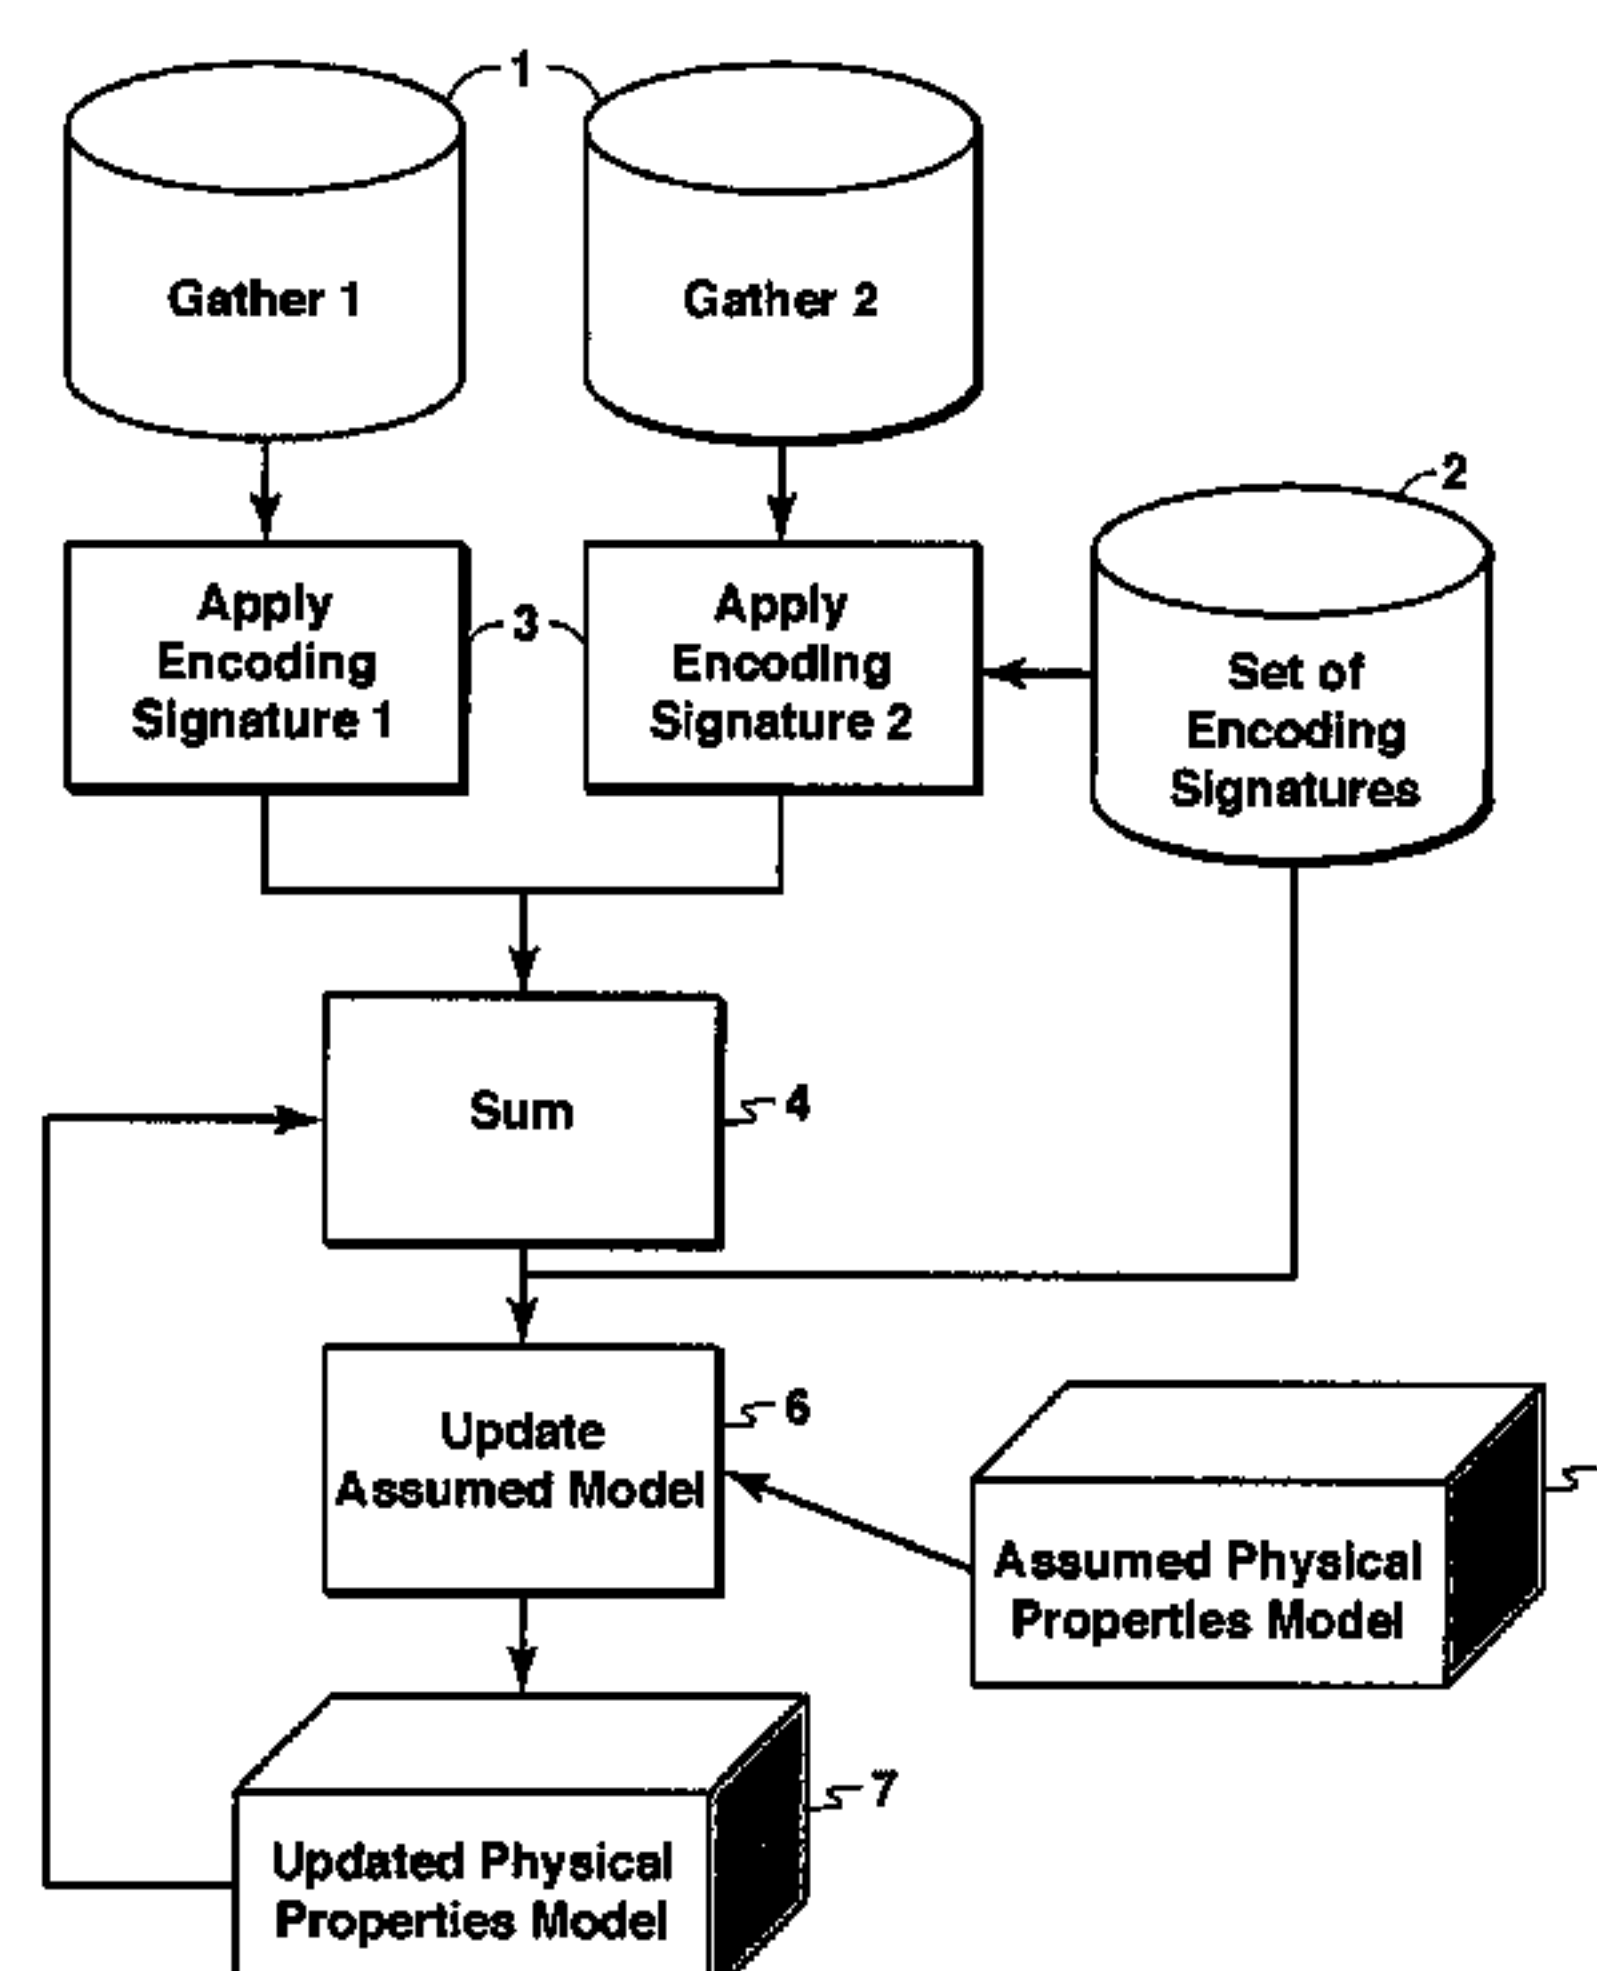 1
Gather 1
Gather 2
2
Apply
Encoding
Signature 1
3
Apply
Encoding
Signature 2
Set of
Encoding
Signatures
Sum
4
Update
Assumed Model
6
Assumed Physical
Properties Model
7
Updated Physical
Properties Model